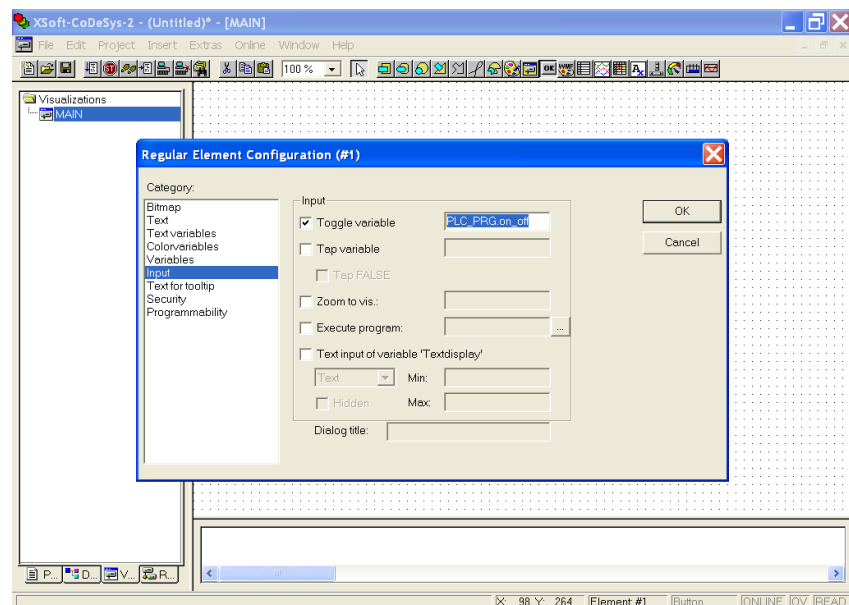 XSoft-CoDeSys-2 - (Untitled)* - [MAIN]
File Edit Project Insert Extras Online Window Help
100 %
OK
Visualizations
MAIN
Regular Element Configuration (#1)
Category:
Bitmap
Text
Text variables
Colorvariables
Variables
Input
Text for tooltip
Security
Programmability
Input
Toggle variable PLC_PRG.on_off
Tap variable
Tap FALSE
Zoom to vis.:
Execute program: ...
Text input of variable 'Textdisplay'
Text Min:
Hidden Max:
Dialog title:
OK
Cancel
P... D... V... R...
X: 98 Y: 264 Element #1 Button ONLINE OV READ